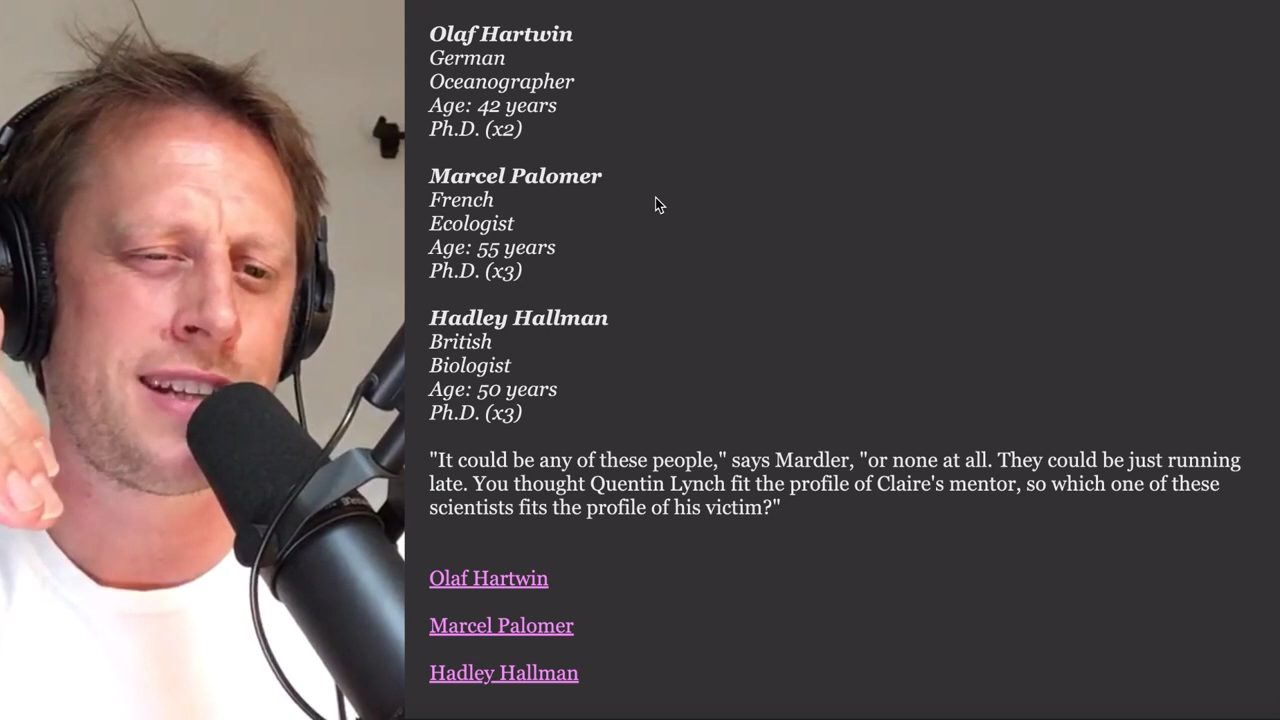 Olaf Hartwin
German
Oceanographer
Age: 42 years
Ph.D. (x2)
Marcel Palomer
French
Ecologist
Age: 55 years
Ph.D. (x3)
Hadley Hallman
British
Biologist
Age: 50 years
Ph.D. (x3)
"It could be any of these people," says Mardler, "or none at all. They could be just running
late. You thought Quentin Lynch fit the profile of Claire's mentor, so which one of these
scientists fits the profile of his victim?"
Olaf Hartwin
Marcel Palomer
Hadley Hallman